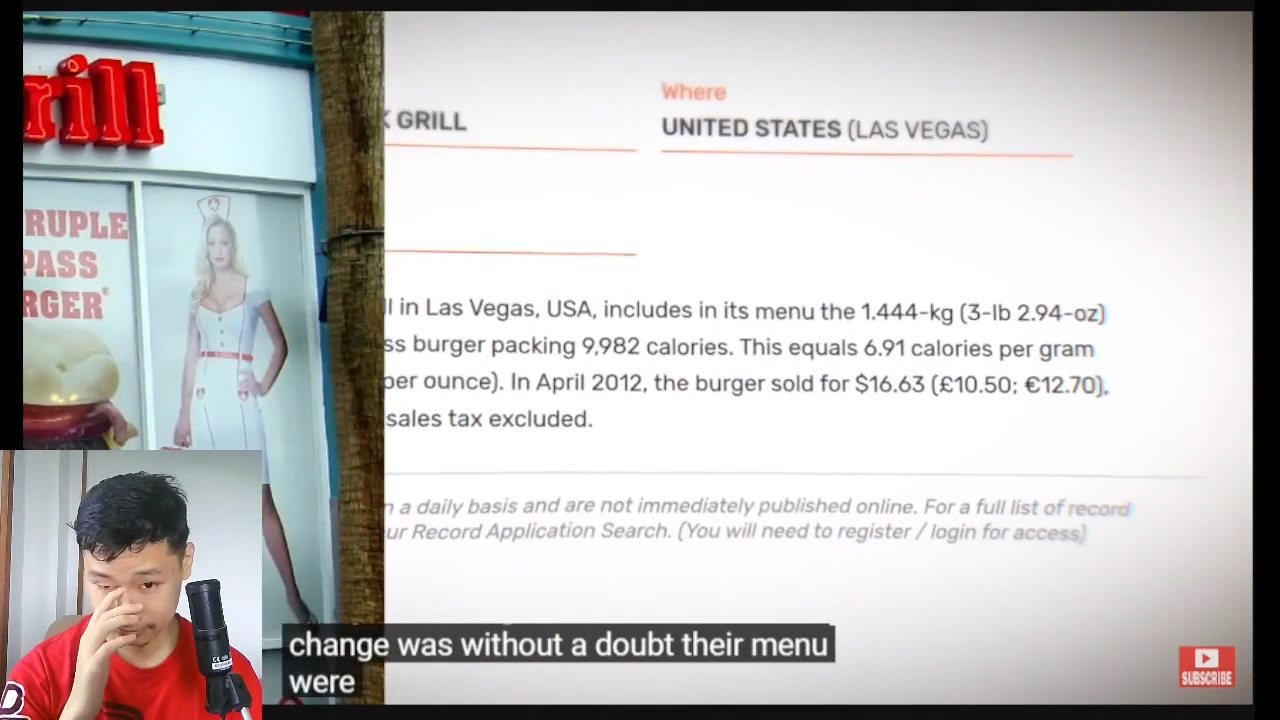 rill
RUPLE
PASS
RGER®
K GRILL
Where
UNITED STATES (LAS VEGAS)
ll in Las Vegas, USA, includes in its menu the 1.444-kg (3-lb 2.94-oz)
ss burger packing 9,982 calories. This equals 6.91 calories per gram
per ounce). In April 2012, the burger sold for $16.63 (£10.50; €12.70),
sales tax excluded.
n a daily basis and are not immediately published online. For a full list of record
ur Record Application Search. (You will need to register / login for access)
change was without a doubt their menu
were
SUBSCRIBE